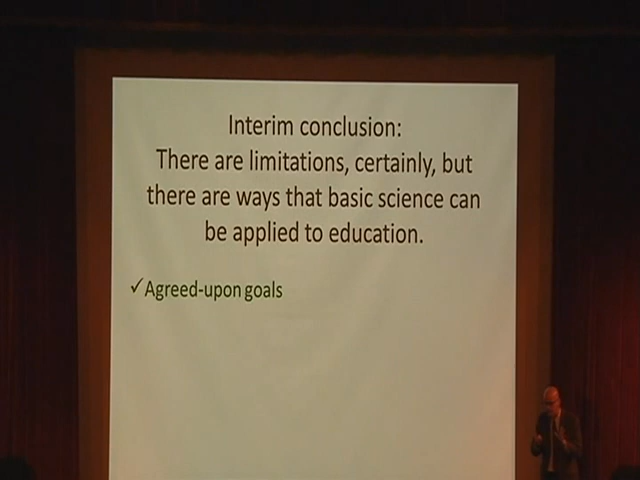 Interim conclusion:
There are limitations, certainly, but
there are ways that basic science can
be applied to education.
✓Agreed-upon goals